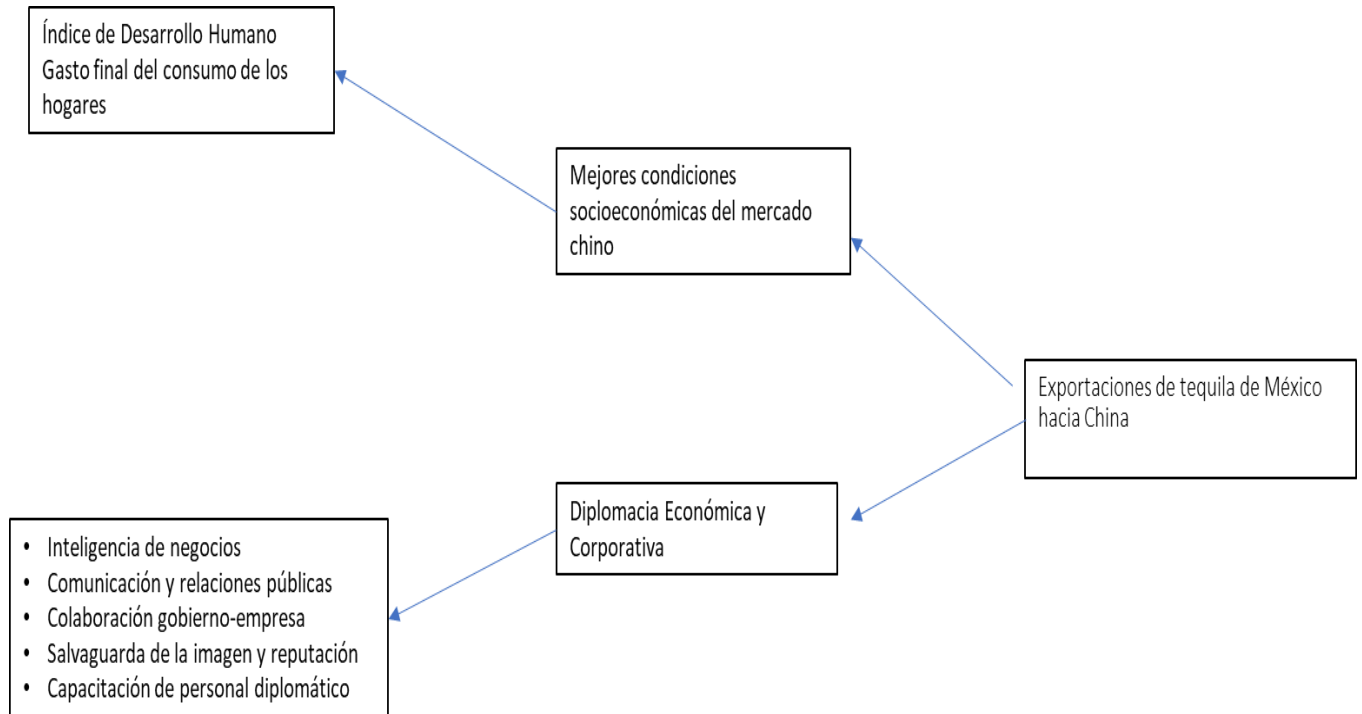 Índice de Desarrollo Humano
Gasto final del consumo de los
hogares
Mejores condiciones
socioeconómicas del mercado
chino
Exportaciones de tequila de México
hacia China
Diplomacia Económica y
Corporativa
• Inteligencia de negocios
• Comunicación y relaciones públicas
• Colaboración gobierno-empresa
• Salvaguarda de la imagen y reputación
• Capacitación de personal diplomático